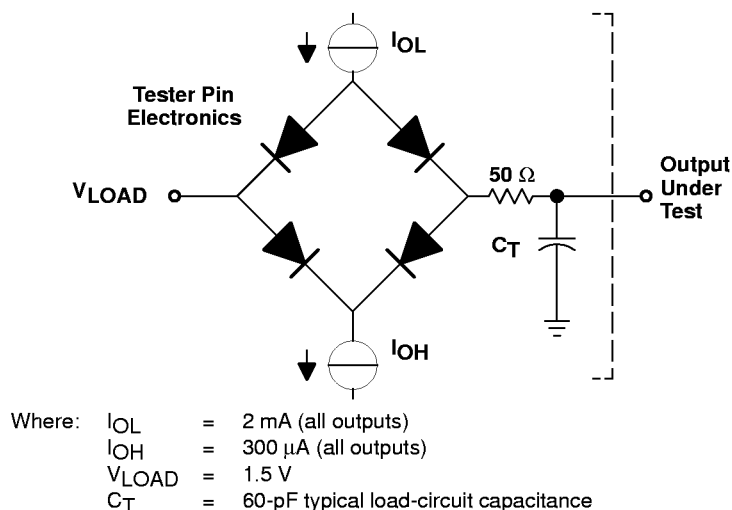 IOL
Tester Pin
Electronics
VLOAD
50 Ω
Output
Under
Test
CT
IOH
Where: IOL = 2 mA (all outputs)
IOH = 300 μA (all outputs)
VLOAD = 1.5 V
CT = 60-pF typical load-circuit capacitance